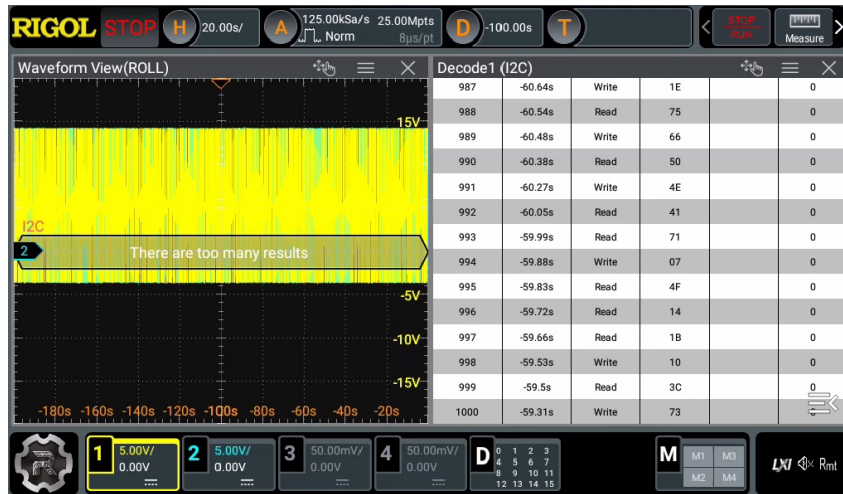 RIGOL STOP H 20.00s/ A 125.00kSa/s 25.00Mpts D -100.00s T STOP
Norm 8µs/pt RUN Measure
Waveform View(ROLL)
15V
I2C
2 There are too many results
-5V
-10V
-15V
-180s -160s -140s -120s -100s -80s -60s -40s -20s
Decode1 (I2C)
987 -60.64s Write 1E 0
988 -60.54s Read 75 0
989 -60.48s Write 66 0
990 -60.38s Read 50 0
991 -60.27s Write 4E 0
992 -60.05s Read 41 0
993 -59.99s Read 71 0
994 -59.88s Write 07 0
995 -59.83s Read 4F 0
996 -59.72s Read 14 0
997 -59.66s Read 1B 0
998 -59.53s Write 10 0
999 -59.5s Read 3C 0
1000 -59.31s Write 73 0
1 5.00V/ 2 5.00V/ 3 50.00mV/ 4 50.00mV/ D 0 1 2 3 M M1 M3 LXI Rmt
0.00V 0.00V 0.00V 0.00V 4 5 6 7 M2 M4
8 9 10 11
12 13 14 15